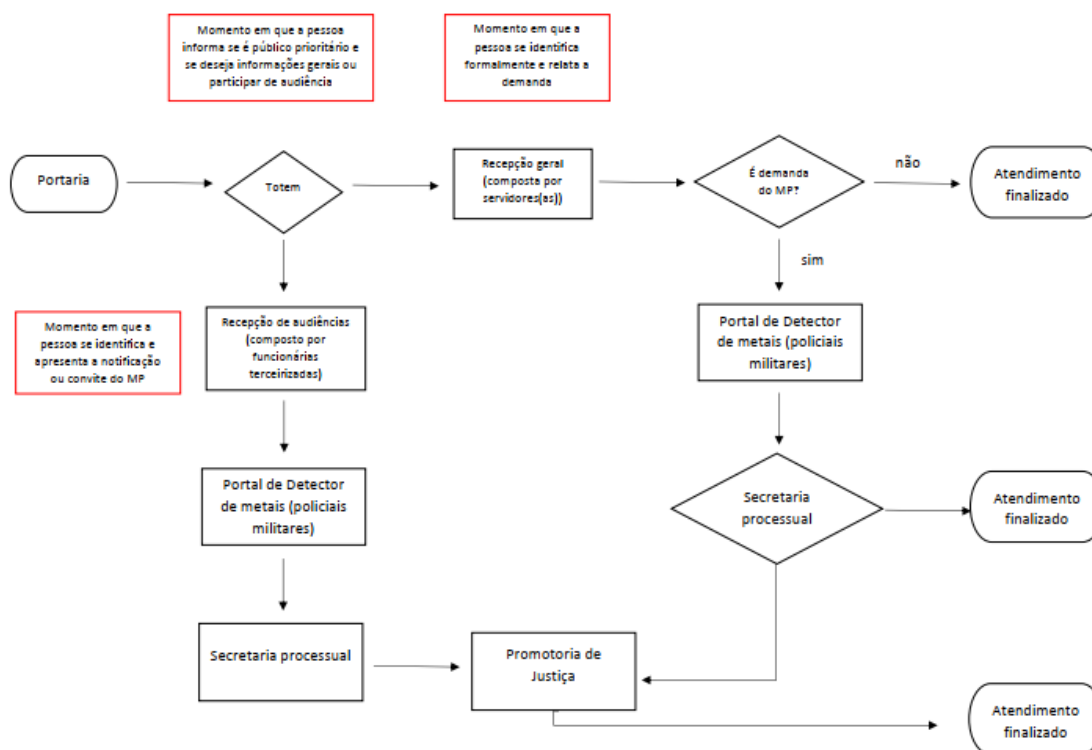 Momento em que a pessoa
informa se é público prioritário e
se deseja informações gerais ou
participar de audiência
Momento em que a
pessoa se identifica
formalmente e relata a
demanda
Portaria
Totem
Recepção geral
(composta por
servidores(as))
É demanda
do MP?
não
Atendimento
finalizado
sim
Momento em que a
pessoa se identifica e
apresenta a notificação
ou convite do MP
Recepção de audiências
(composto por
funcionárias
terceirizadas)
Portal de Detector
de metais (policiais
militares)
Portal de Detector
de metais (policiais
militares)
Secretaria
processual
Atendimento
finalizado
Secretaria processual
Promotoria de
Justiça
Atendimento
finalizado